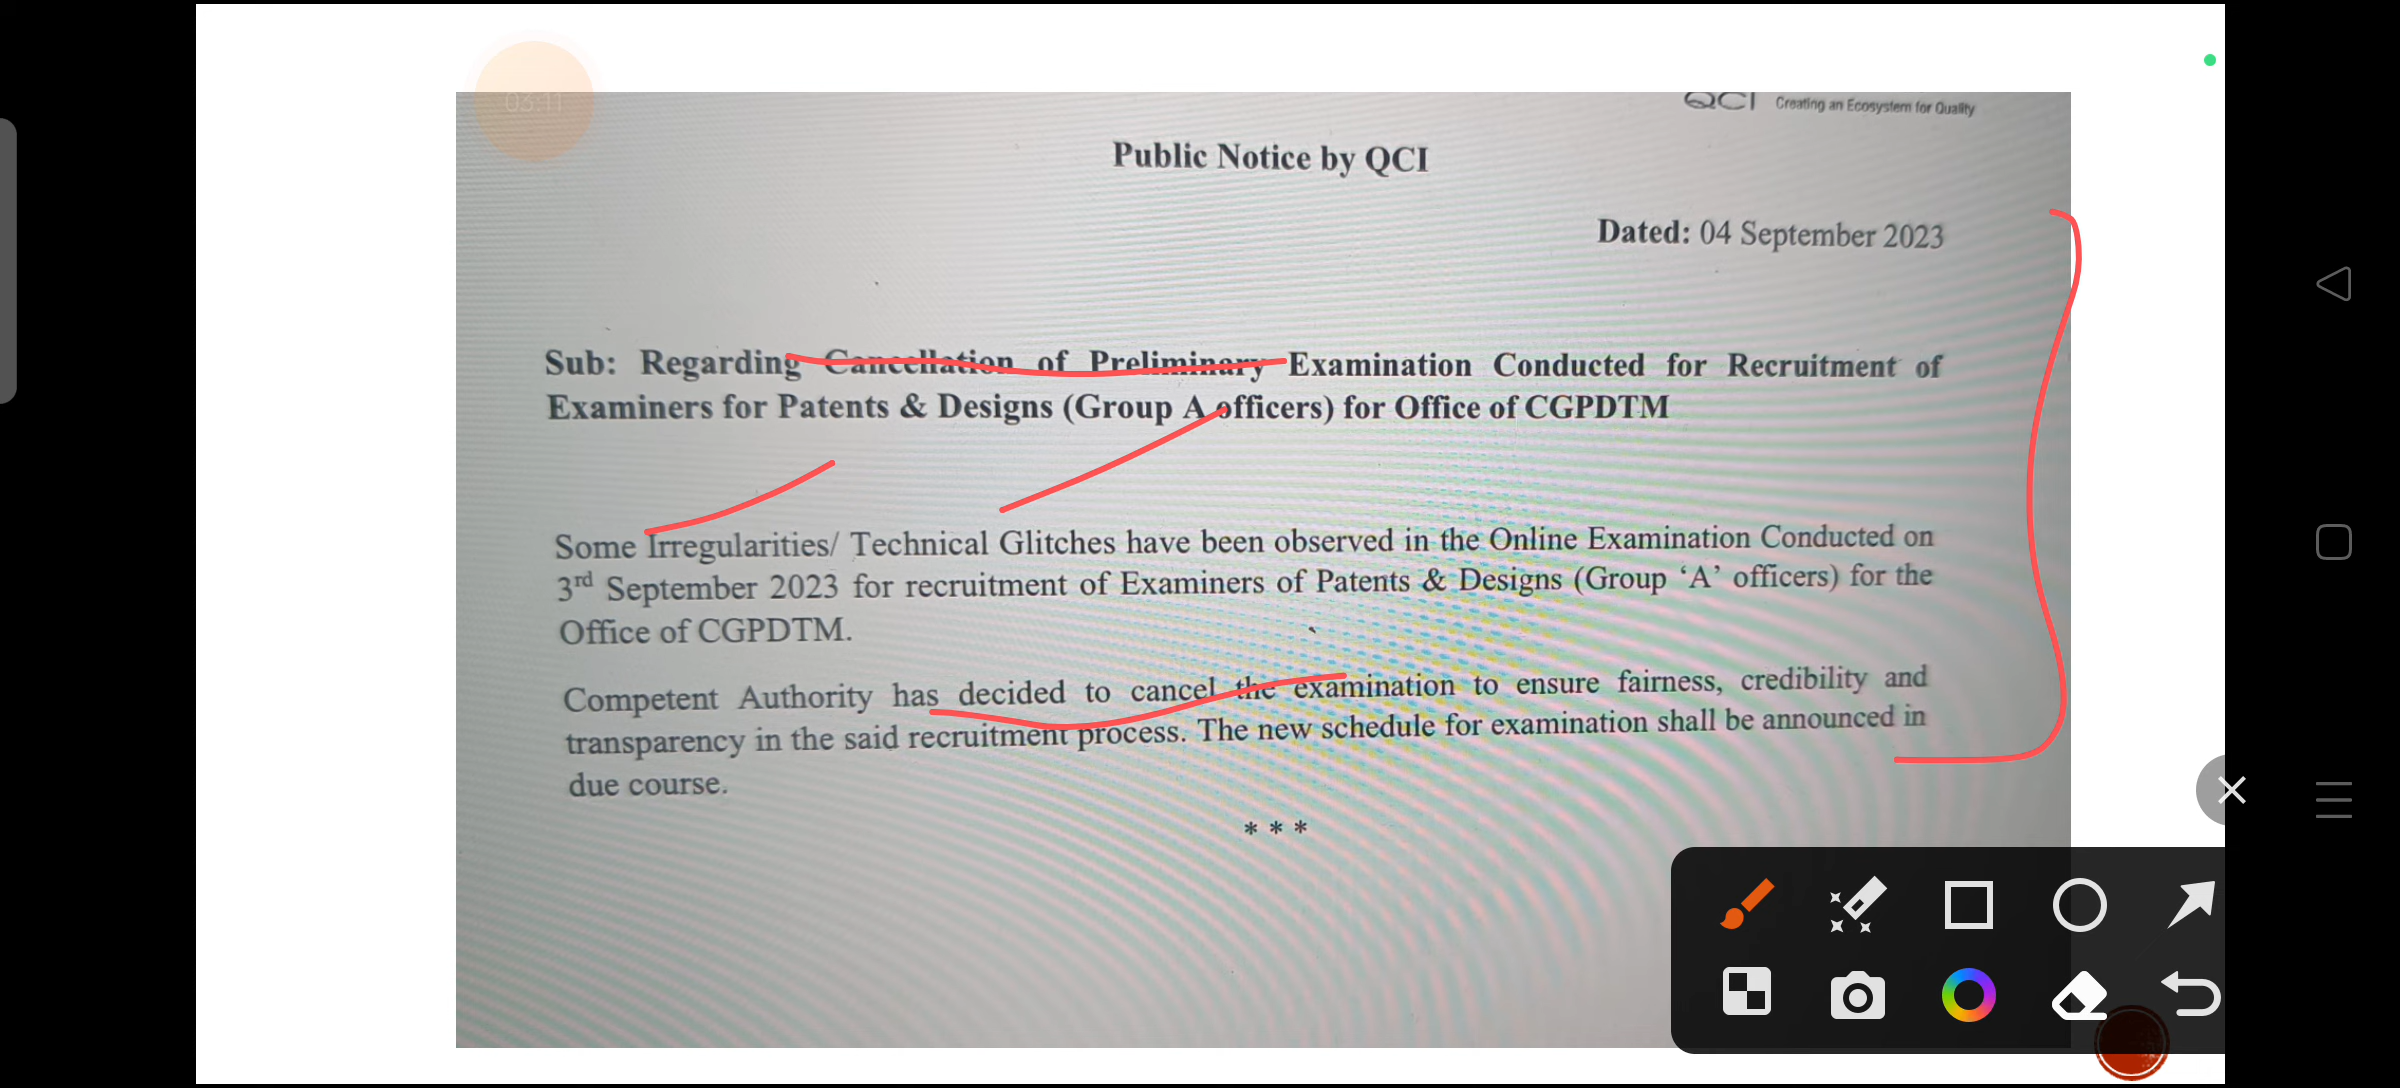 03:11
QCI Creating an Ecosystem for Quality
Public Notice by QCI
Dated: 04 September 2023
Sub: Regarding Cancellation of Preliminary Examination Conducted for Recruitment of
Examiners for Patents & Designs (Group A officers) for Office of CGPDTM
Some Irregularities/ Technical Glitches have been observed in the Online Examination Conducted on
3rd September 2023 for recruitment of Examiners of Patents & Designs (Group ‘A’ officers) for the
Office of CGPDTM.
Competent Authority has decided to cancel the examination to ensure fairness, credibility and
transparency in the said recruitment process. The new schedule for examination shall be announced in
due course.
* * *